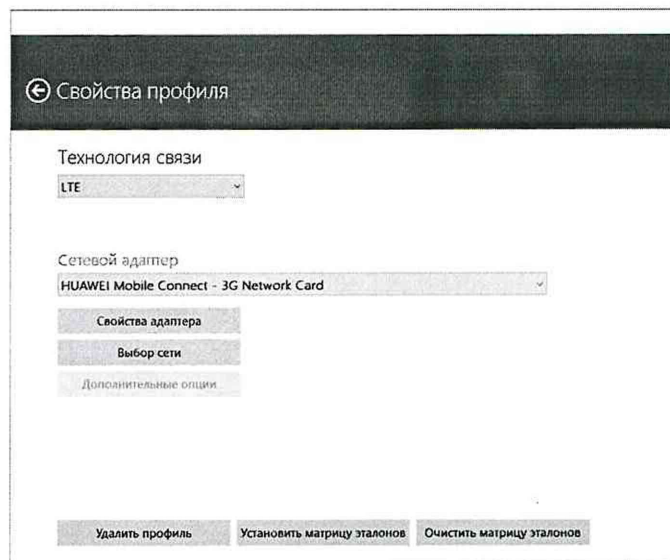 Свойства профиля
Технология связи
LTE
Сетевой адаптер
HUAWEI Mobile Connect - 3G Network Card
Свойства адаптера
Выбор сети
Дополнительные опции
Удалить профиль Установить матрицу эталонов Очистить матрицу эталонов